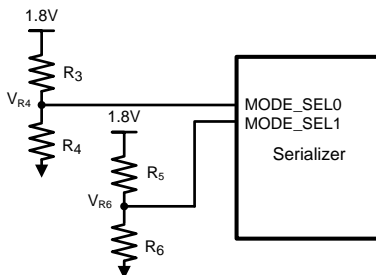 1.8V
R3
VR4
R4
1.8V
R5
VR6
R6
MODE_SEL0
MODE_SEL1
Serializer